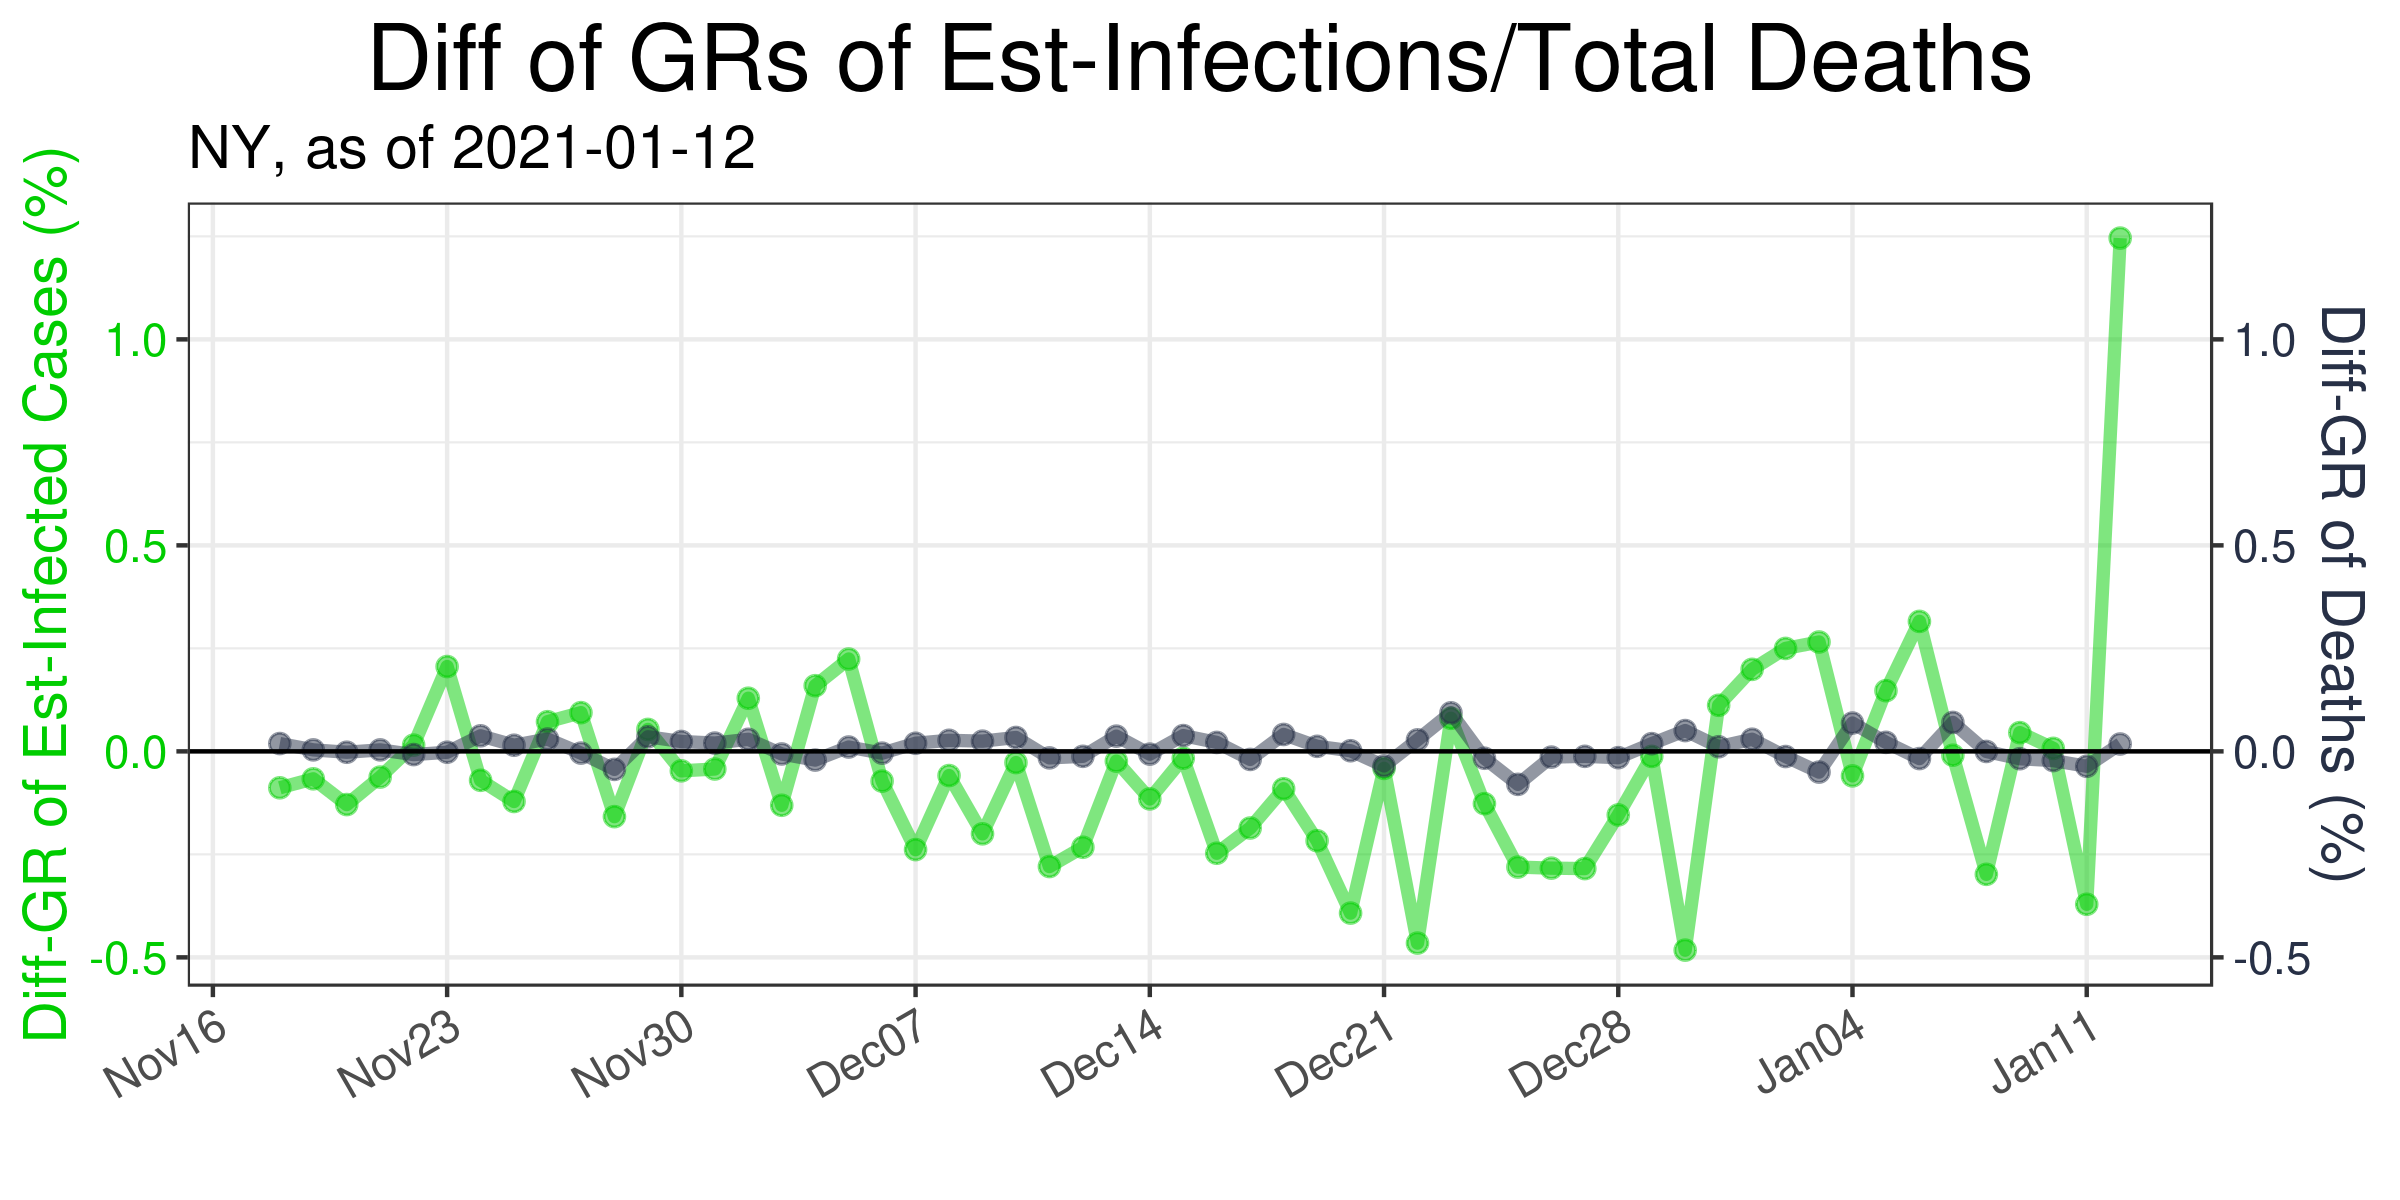 Diff of GRs of Est-Infections/Total Deaths
NY, as of 2021-01-12
Diff-GR of Est-Infected Cases (%)
1.0
0.5
0.0
-0.5
1.0
0.5
0.0
-0.5
Diff-GR of Deaths (%)
Nov16
Nov23
Nov30
Dec07
Dec14
Dec21
Dec28
Jan04
Jan11